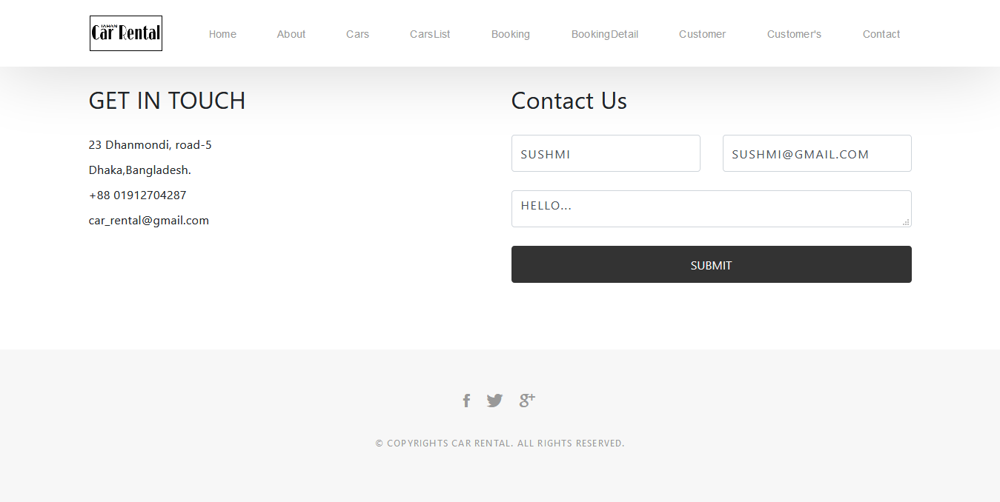 JAHAN
Car Rental
Home About Cars CarsList Booking BookingDetail Customer Customer's Contact
GET IN TOUCH
23 Dhanmondi, road-5
Dhaka,Bangladesh.
+88 01912704287
car_rental@gmail.com
Contact Us
SUSHMI SUSHMI@GMAIL.COM
HELLO...
SUBMIT
© COPYRIGHTS CAR RENTAL. ALL RIGHTS RESERVED.